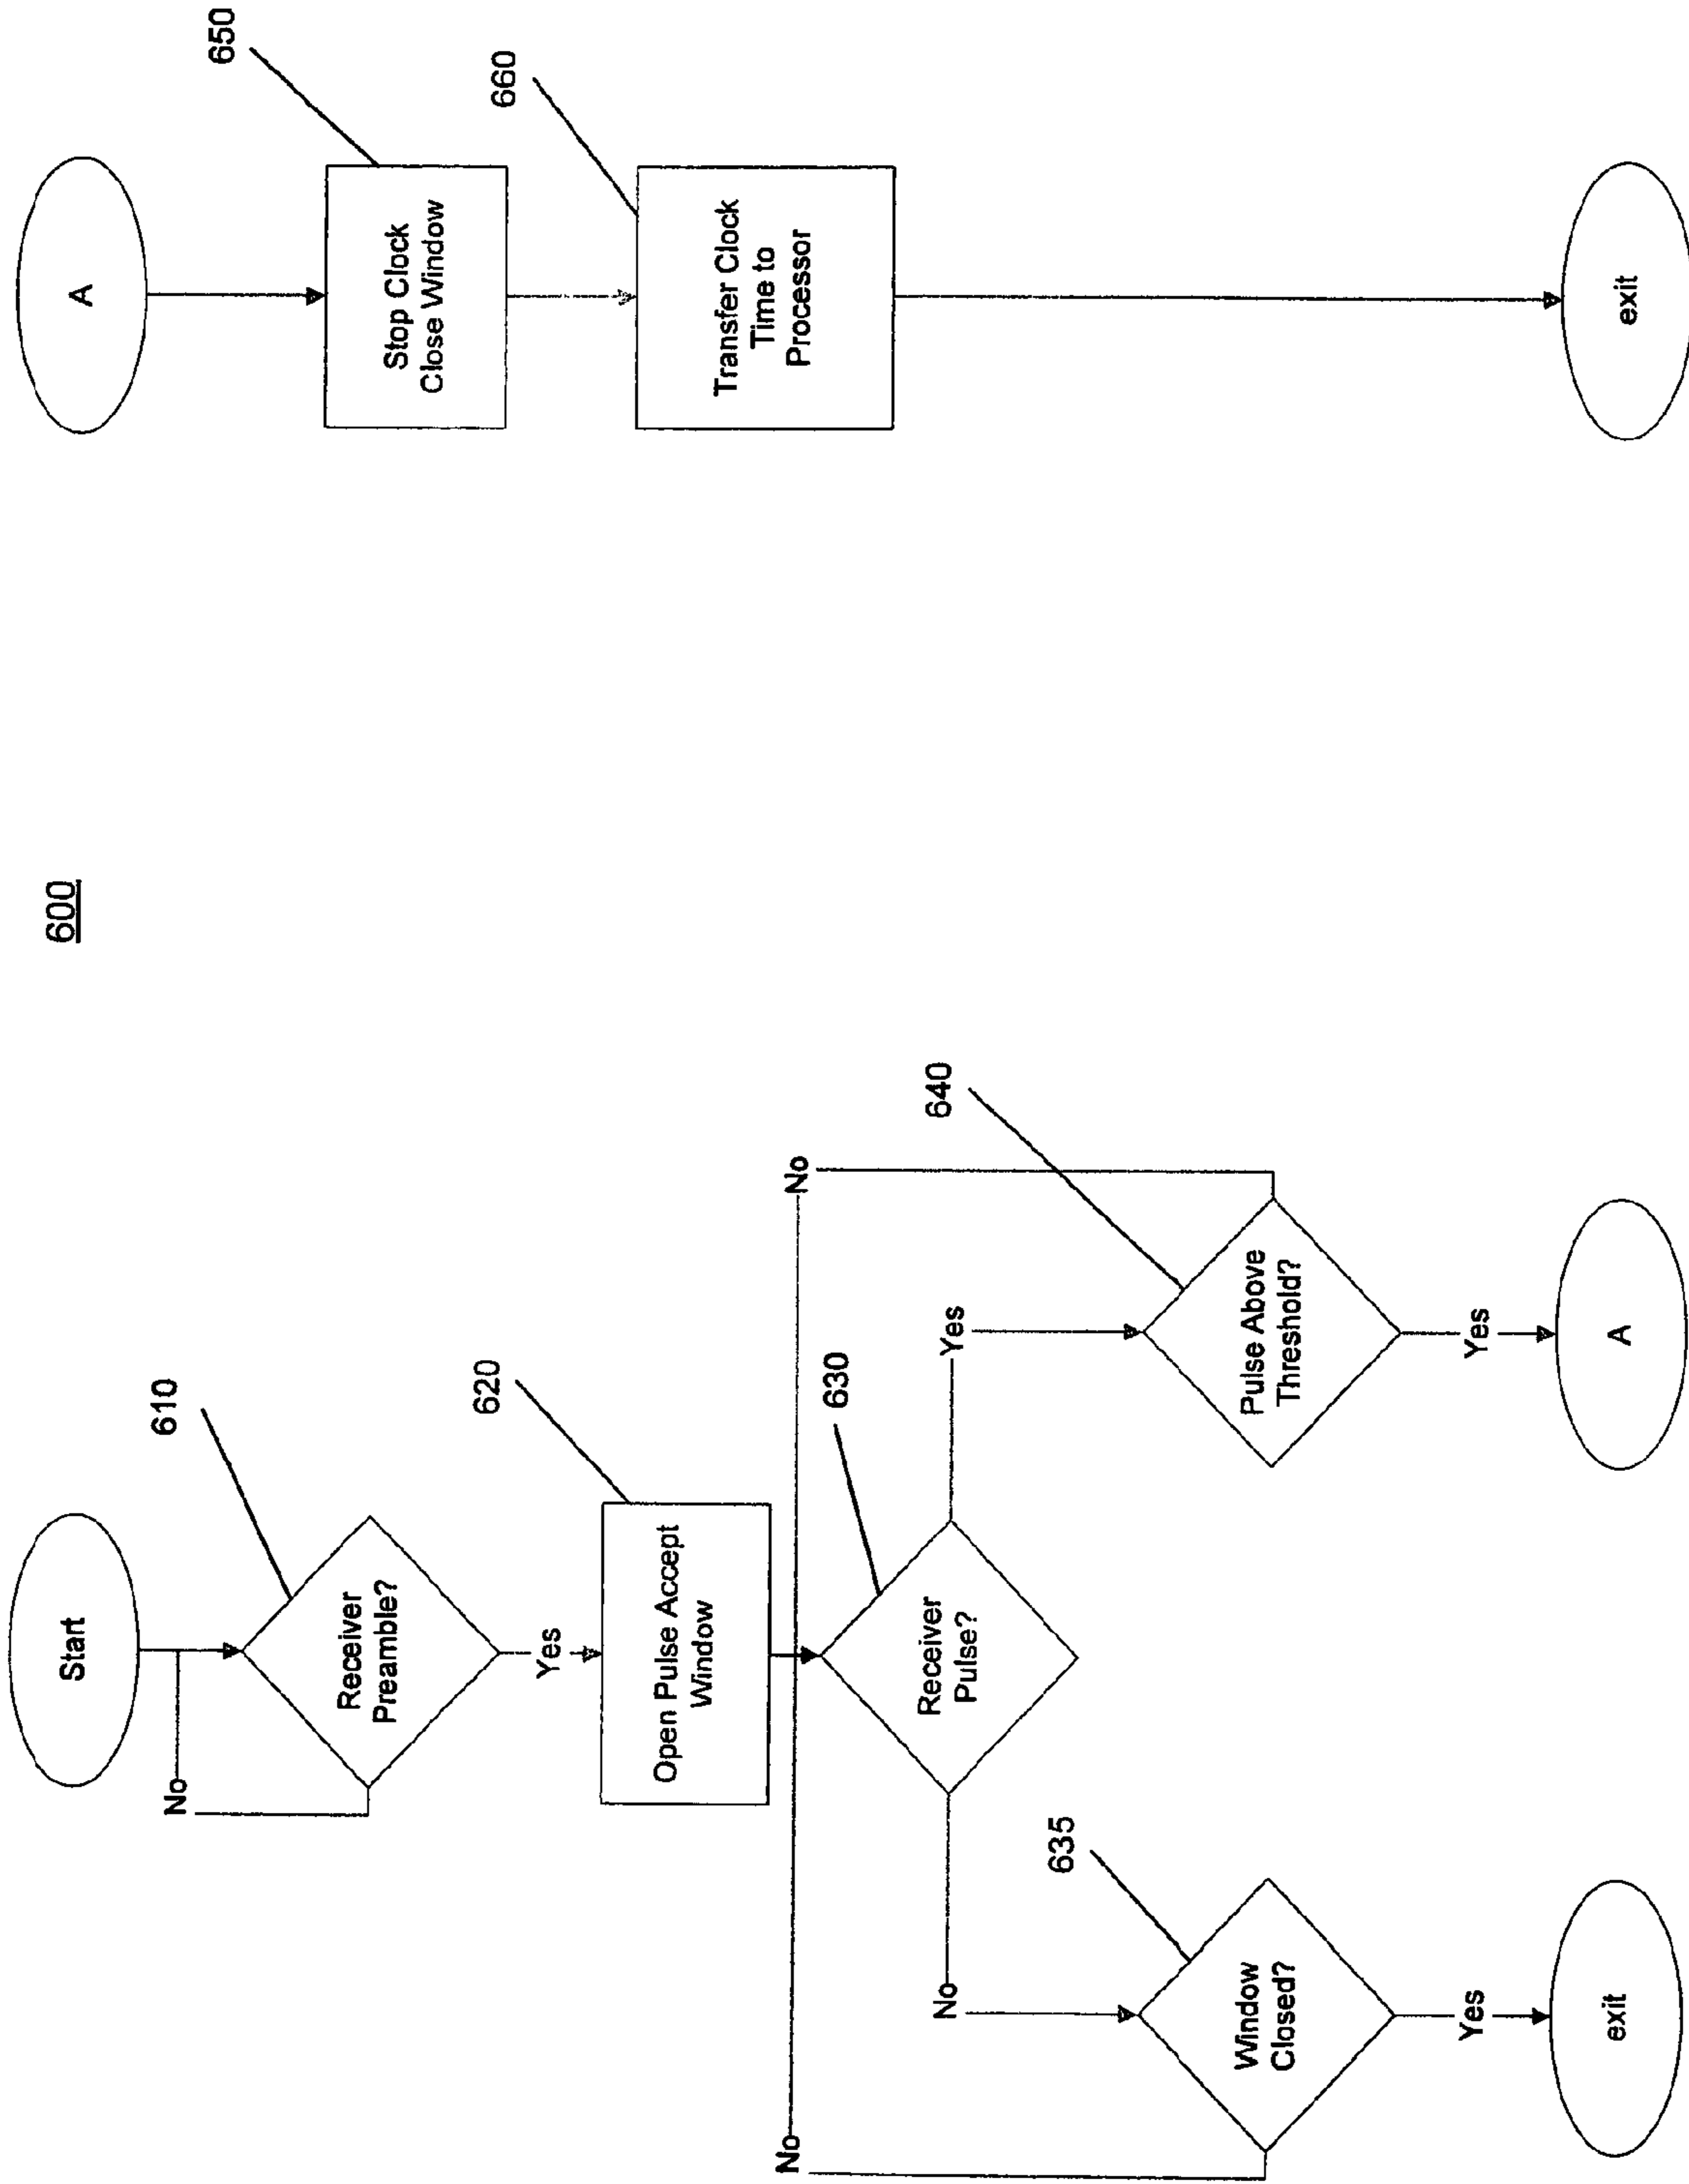 600
Start
No
610
Receiver
Preamble?
Yes
620
Open Pulse Accept
Window
No
No
630
Receiver
Pulse?
No
Yes
635
Window
Closed?
640
Pulse Above
Threshold?
Yes
Yes
exit
A
A
650
Stop Clock
Close Window
660
Transfer Clock
Time to
Processor
exit